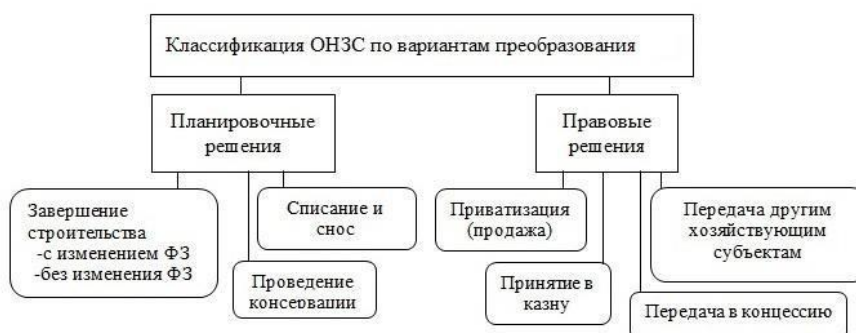 Классификация ОНЗС по вариантам преобразования
Планировочные
решения
Правовые
решения
Завершение
строительства
-с изменением ФЗ
-без изменения ФЗ
Списание и
снос
Проведение
консервации
Приватизация
(продажа)
Принятие в
казну
Передача другим
хозяйствующим
субъектам
Передача в концессию